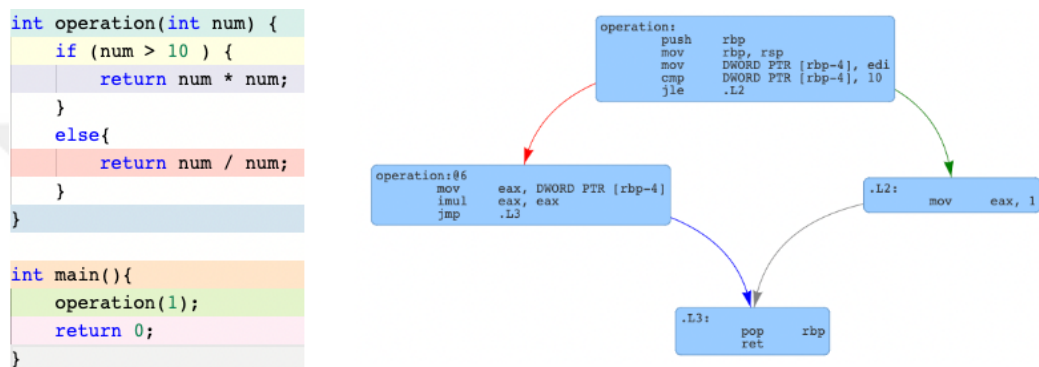 int operation(int num) {
if (num > 10 ) {
return num * num;
}
else{
return num / num;
}
}
int main(){
operation(1);
return 0;
}
operation:
push rbp
mov rbp, rsp
mov DWORD PTR [rbp-4], edi
cmp DWORD PTR [rbp-4], 10
jle .L2
operation:@6
mov eax, DWORD PTR [rbp-4]
imul eax, eax
jmp .L3
.L2:
mov eax, 1
.L3:
pop rbp
ret